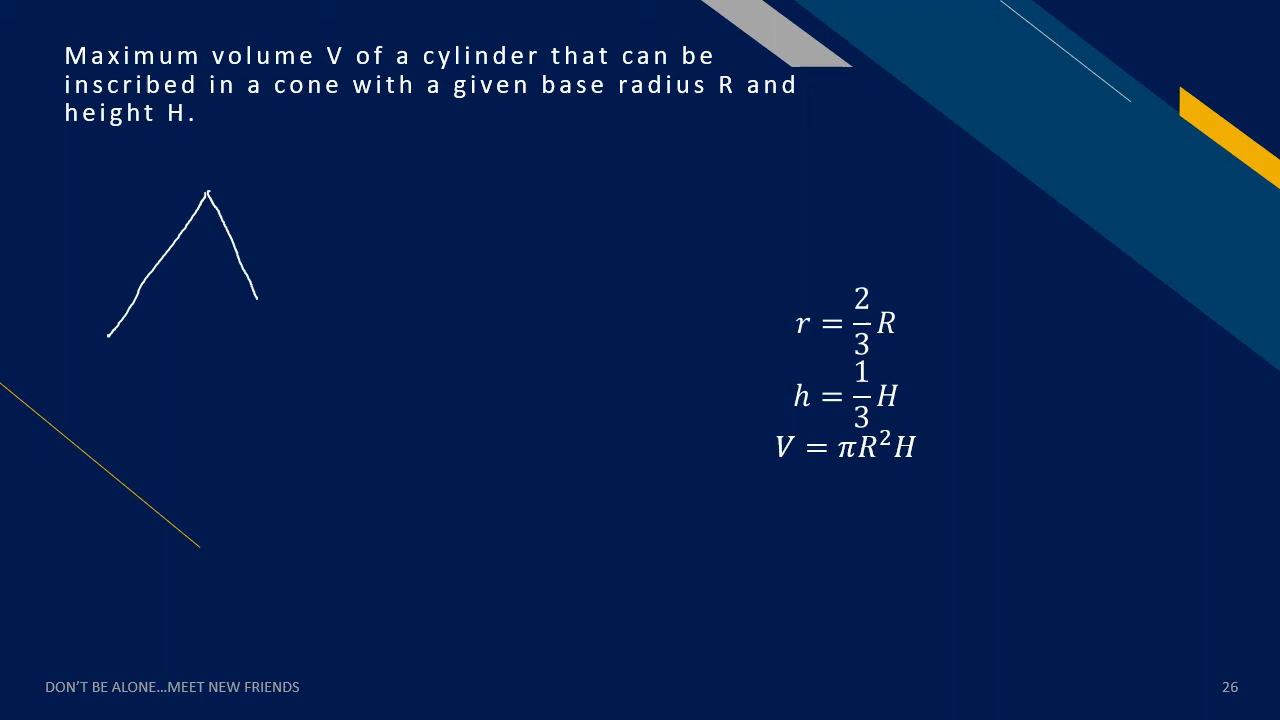 Maximum volume V of a cylinder that can be
inscribed in a cone with a given base radius R and
height H.
r = 2/3 R
h = 1/3 H
V = πR²H
DON'T BE ALONE…MEET NEW FRIENDS
26